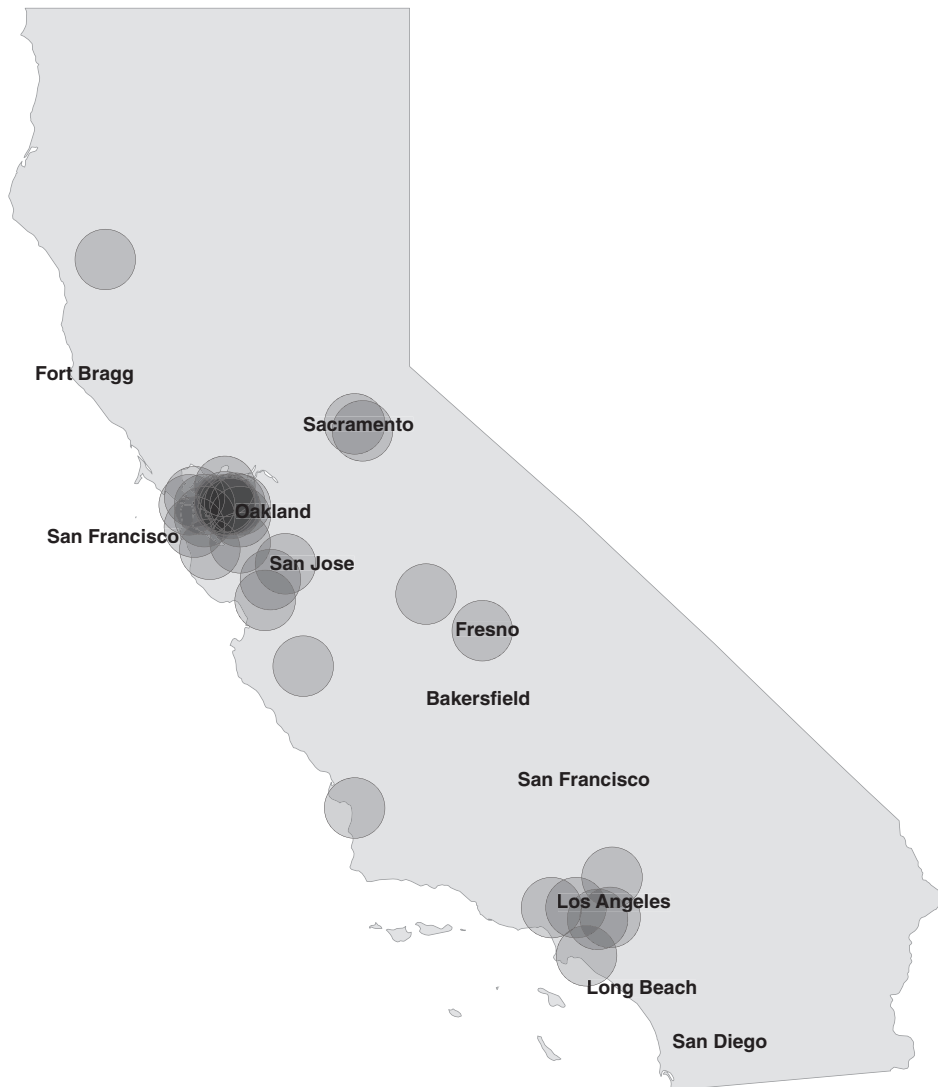 Fort Bragg
Sacramento
Oakland
San Francisco
San Jose
Fresno
Bakersfield
San Francisco
Los Angeles
Long Beach
San Diego